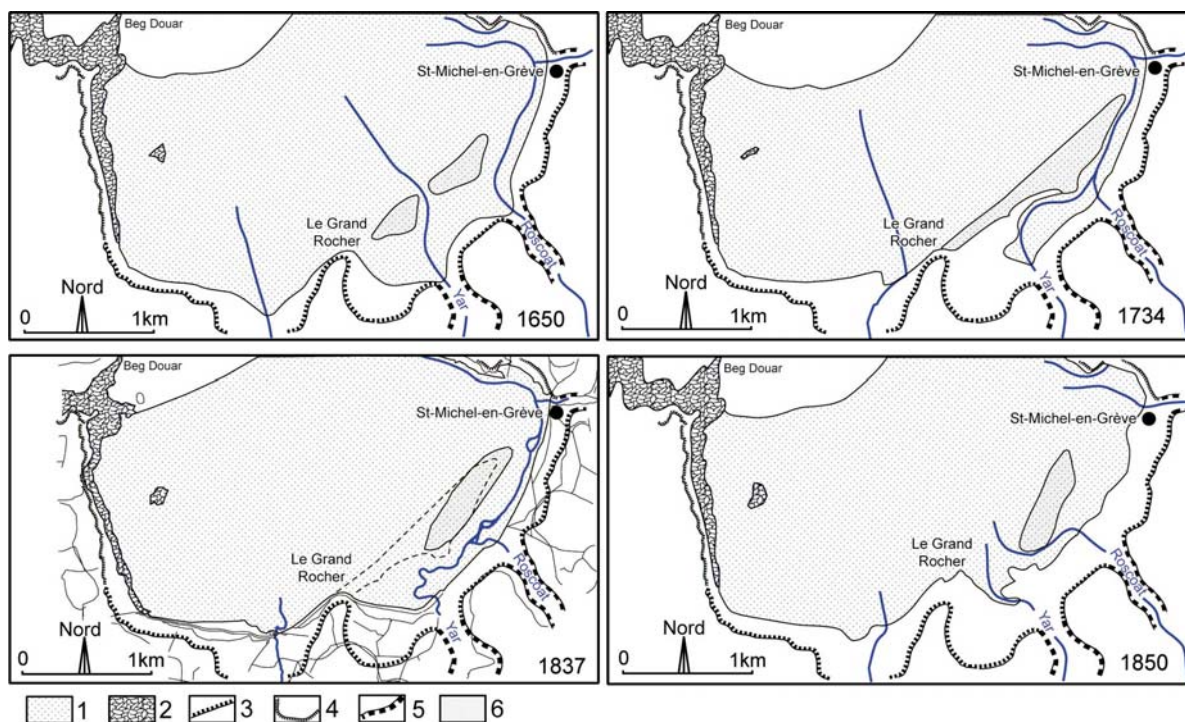 Beg Douar
St-Michel-en-Grève
Le Grand
Rocher
Roscoat
Yar
Nord
0 1km
1650
Beg Douar
St-Michel-en-Grève
Le Grand
Rocher
Roscoat
Yar
Nord
0 1km
1734
Beg Douar
St-Michel-en-Grève
Le Grand
Rocher
Roscoat
Yar
Nord
0 1km
1837
Beg Douar
St-Michel-en-Grève
Le Grand
Rocher
Roscoat
Yar
Nord
0 1km
1850
1 2 3 4 5 6